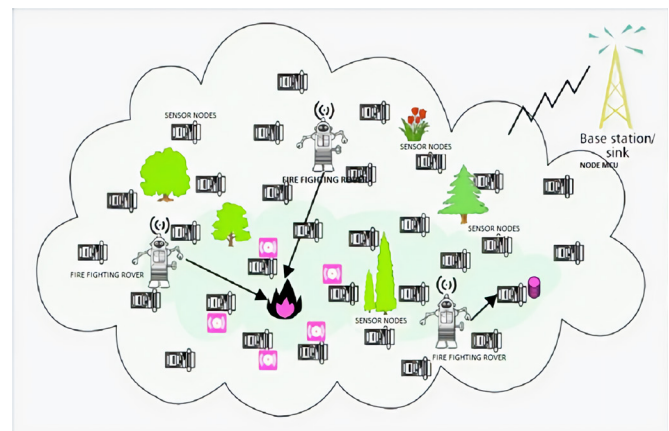 SENSOR NODES
FIRE FIGHTING ROVER
SENSOR NODES
Base station/
sink
NODE MCU
SENSOR NODES
FIRE FIGHTING ROVER
SENSOR NODES
FIRE FIGHTING ROVER